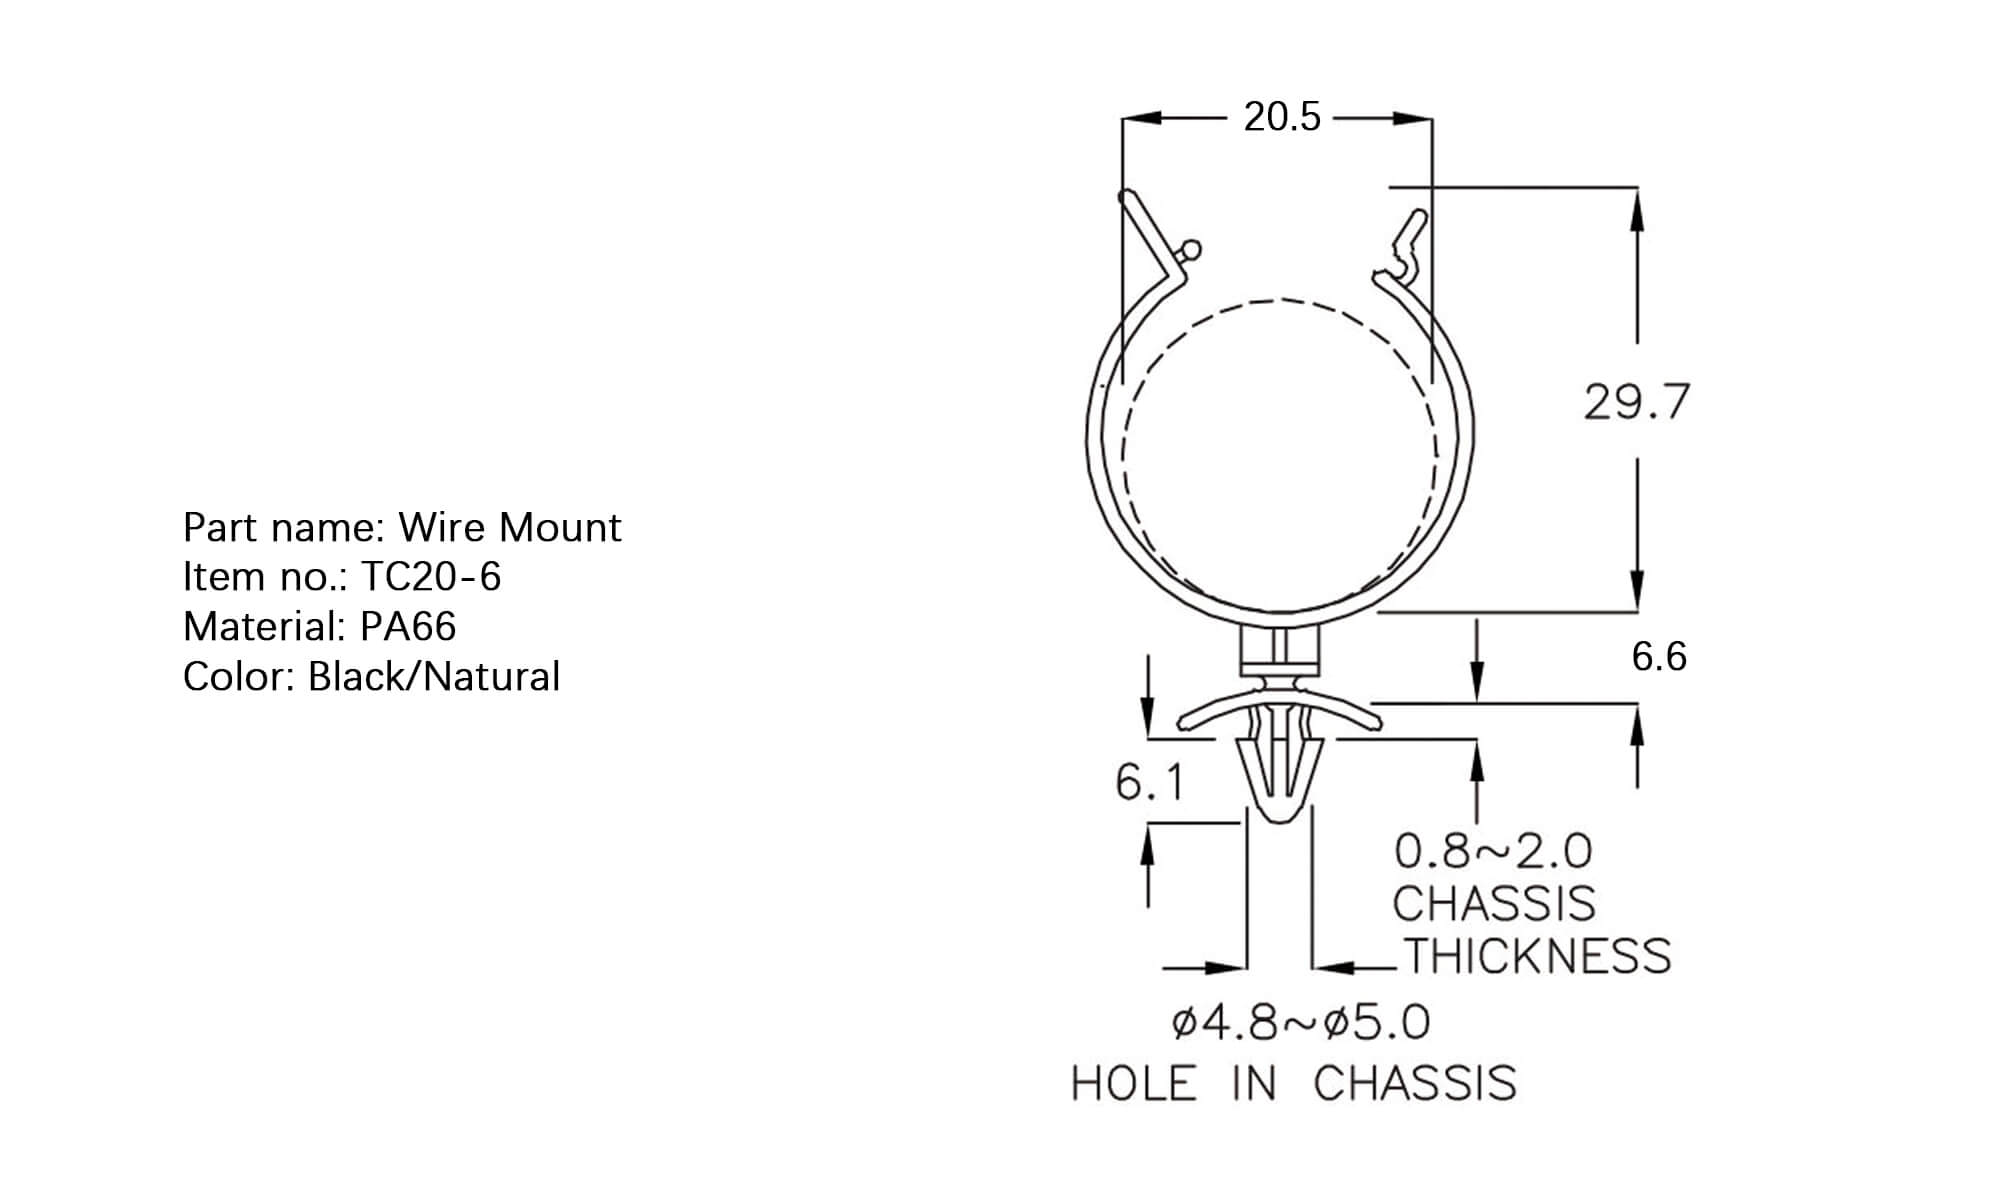 20.5
29.7
Part name: Wire Mount
Item no.: TC20-6
Material: PA66
Color: Black/Natural
6.6
6.1
0.8~2.0
CHASSIS
THICKNESS
ø4.8~ø5.0
HOLE IN CHASSIS